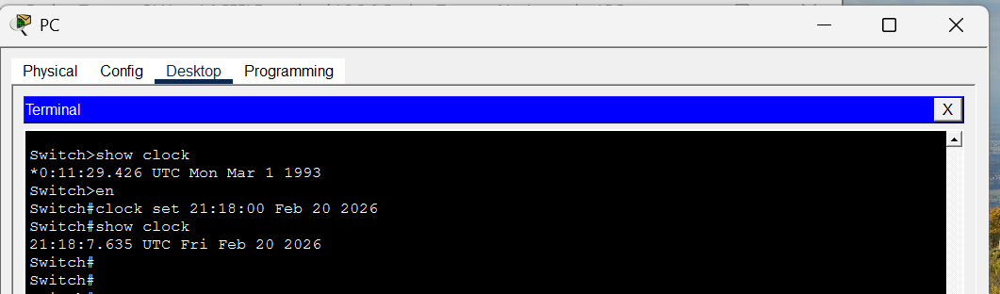 PC
Physical Config Desktop Programming
Terminal
X
Switch>show clock
*0:11:29.426 UTC Mon Mar 1 1993
Switch>en
Switch#clock set 21:18:00 Feb 20 2026
Switch#show clock
21:18:7.635 UTC Fri Feb 20 2026
Switch#
Switch#